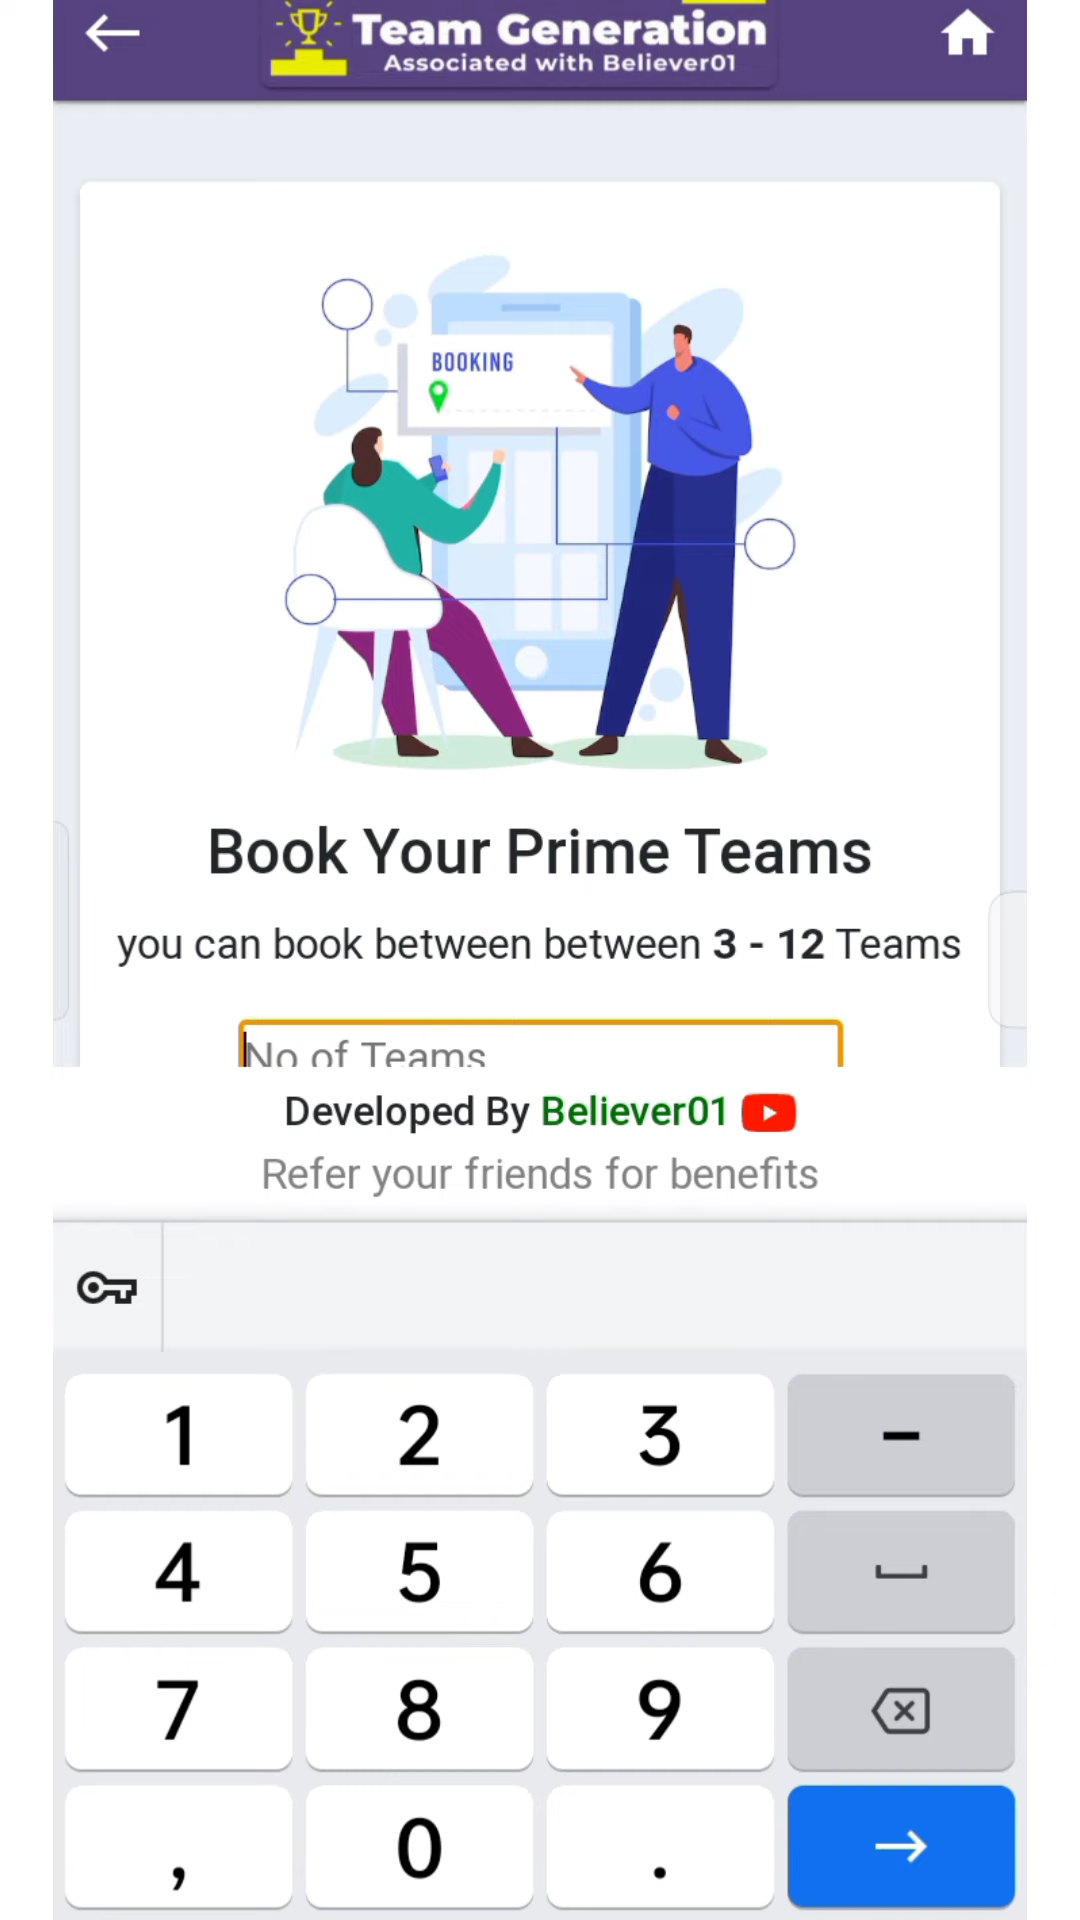 Team Generation
Associated with Believer01
BOOKING
Book Your Prime Teams
you can book between between 3 - 12 Teams
No of Teams
Developed By Believer01
Refer your friends for benefits
1 2 3 -
4 5 6
7 8 9
, 0 .